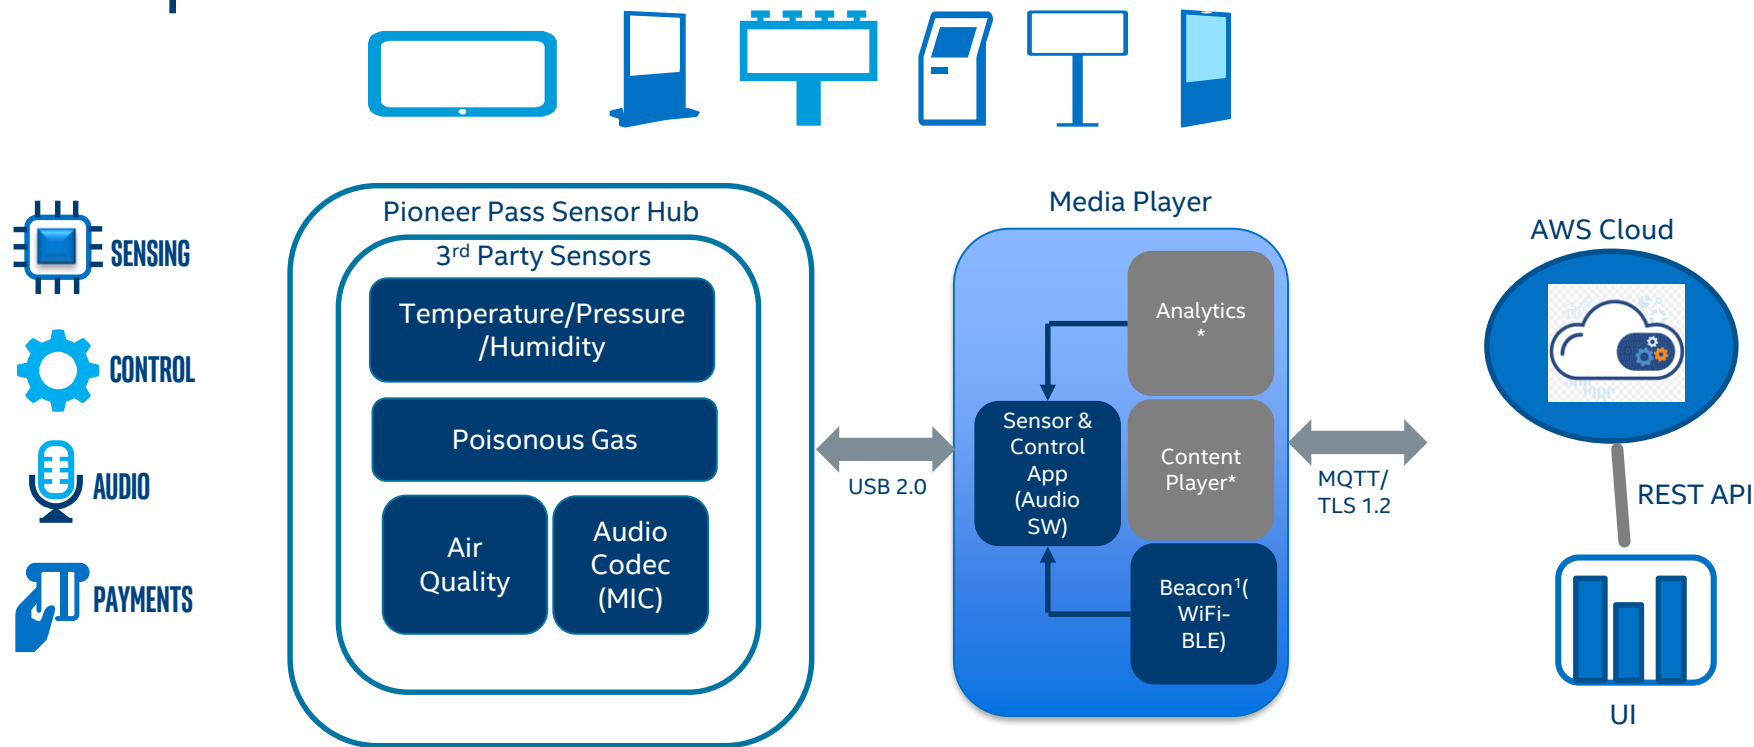 SENSING
CONTROL
AUDIO
PAYMENTS
Pioneer Pass Sensor Hub
3rd Party Sensors
Temperature/Pressure
/Humidity
Poisonous Gas
Air
Quality
Audio
Codec
(MIC)
USB 2.0
Media Player
Analytics
*
Sensor &
Control
App
(Audio
SW)
Content
Player*
Beacon1(
WiFi-
BLE)
MQTT/
TLS 1.2
AWS Cloud
REST API
UI